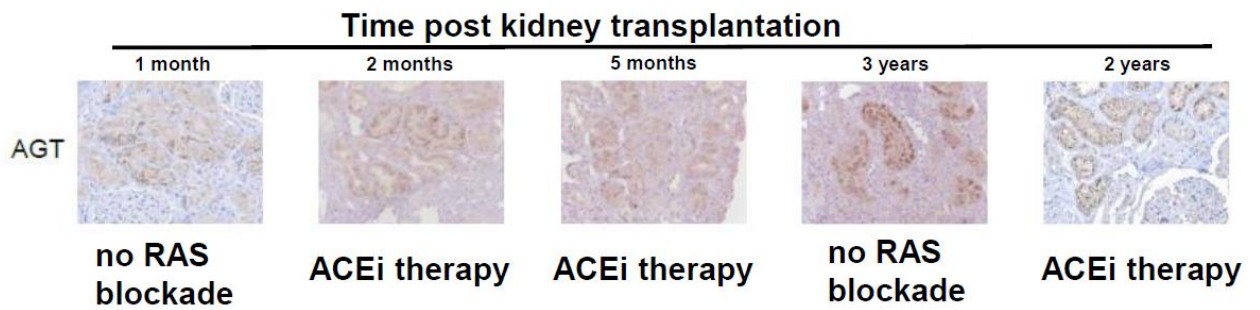 Time post kidney transplantation
1 month
2 months
5 months
3 years
2 years
AGT
no RAS
blockade
ACEi therapy
ACEi therapy
no RAS
blockade
ACEi therapy